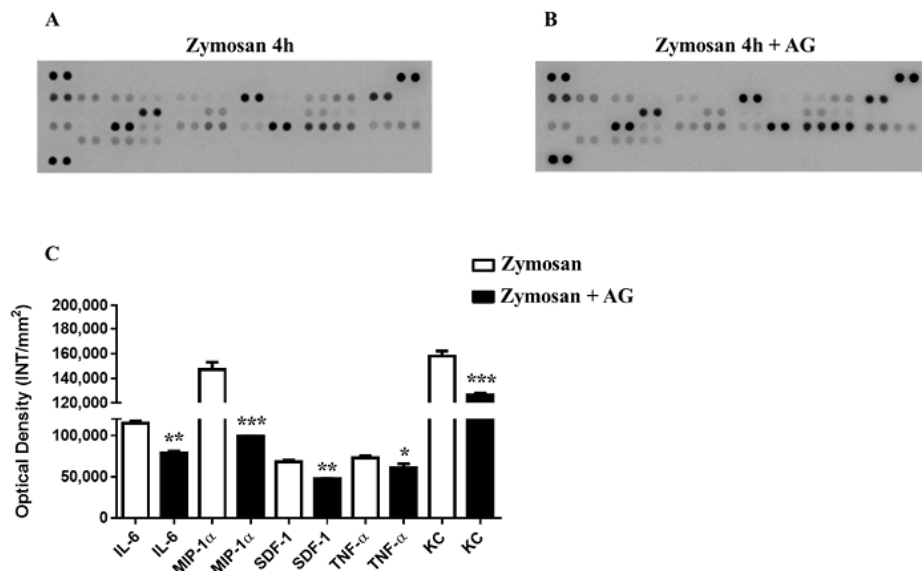 A
B
Zymosan 4h
Zymosan 4h + AG
C
Zymosan
Zymosan + AG
Optical Density (INT/mm²)
200,000
180,000
160,000
140,000
120,000
100,000
50,000
0
**
***
**
*
***
IL-6
IL-6
MIP-1α
MIP-1α
SDF-1
SDF-1
TNF-α
TNF-α
KC
KC